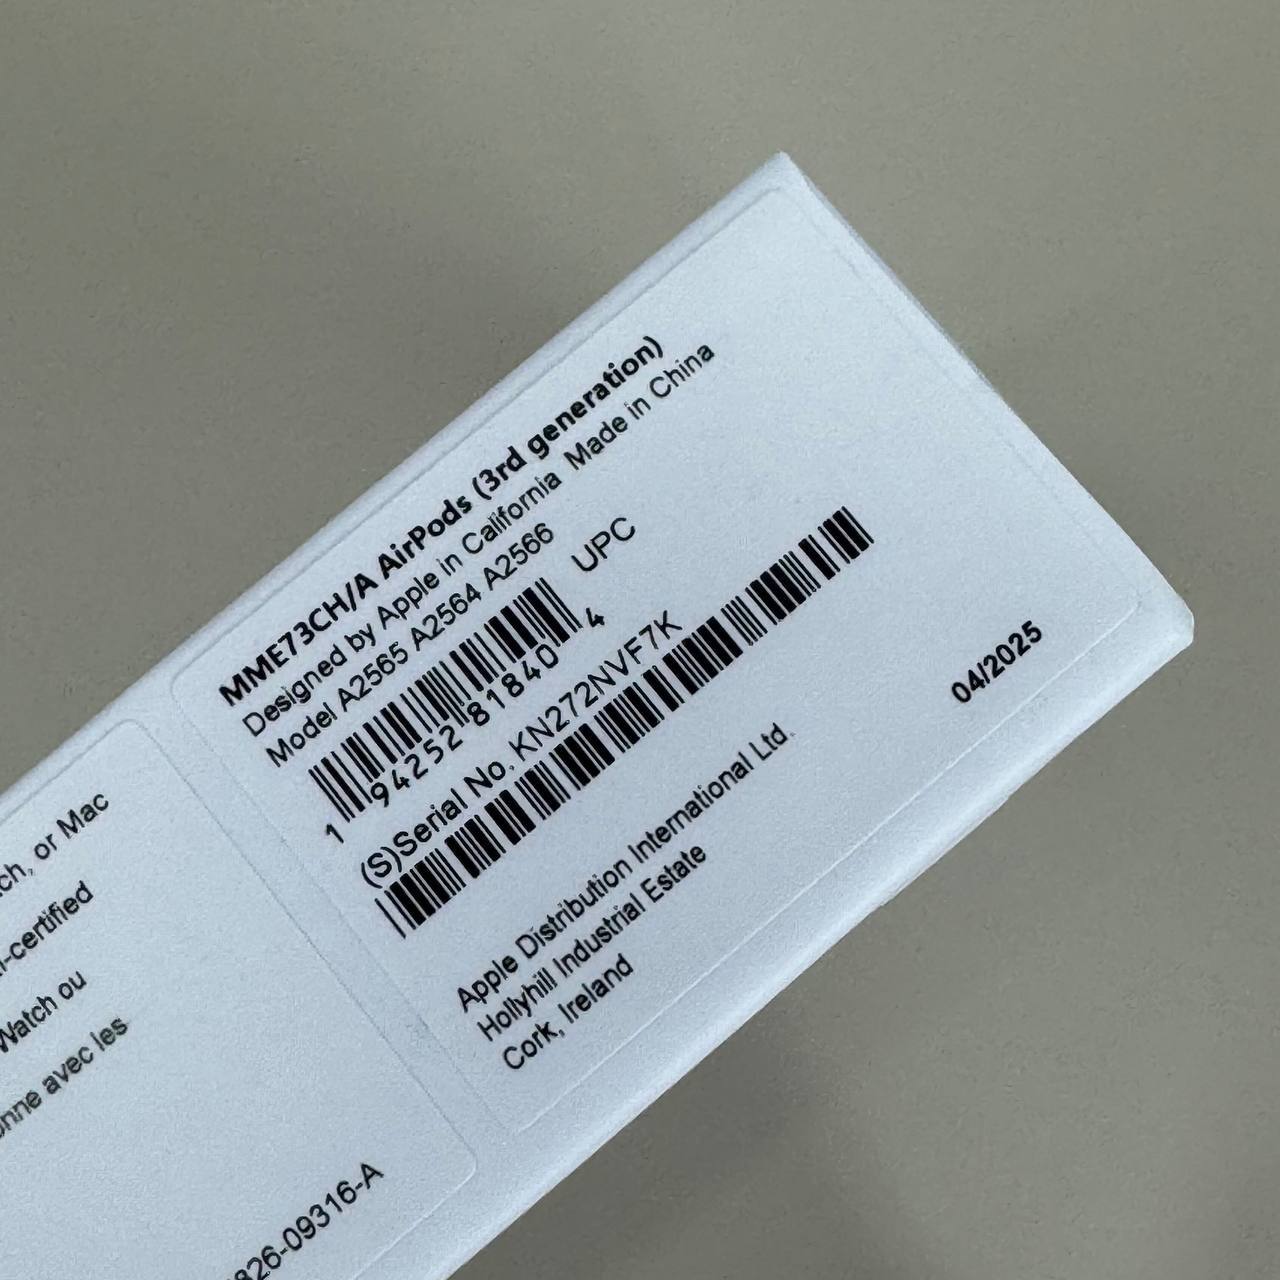 MME73CH/A AirPods (3rd generation)
Designed by Apple in California Made in China
Model A2565 A2564 A2566
UPC
1 94252 81840 4
(S)Serial No. KN272NVF7K
04/2025
Apple Distribution International Ltd.
Hollyhill Industrial Estate
Cork, Ireland
or Mac
-certified
Watch ou
avec les
826-09316-A